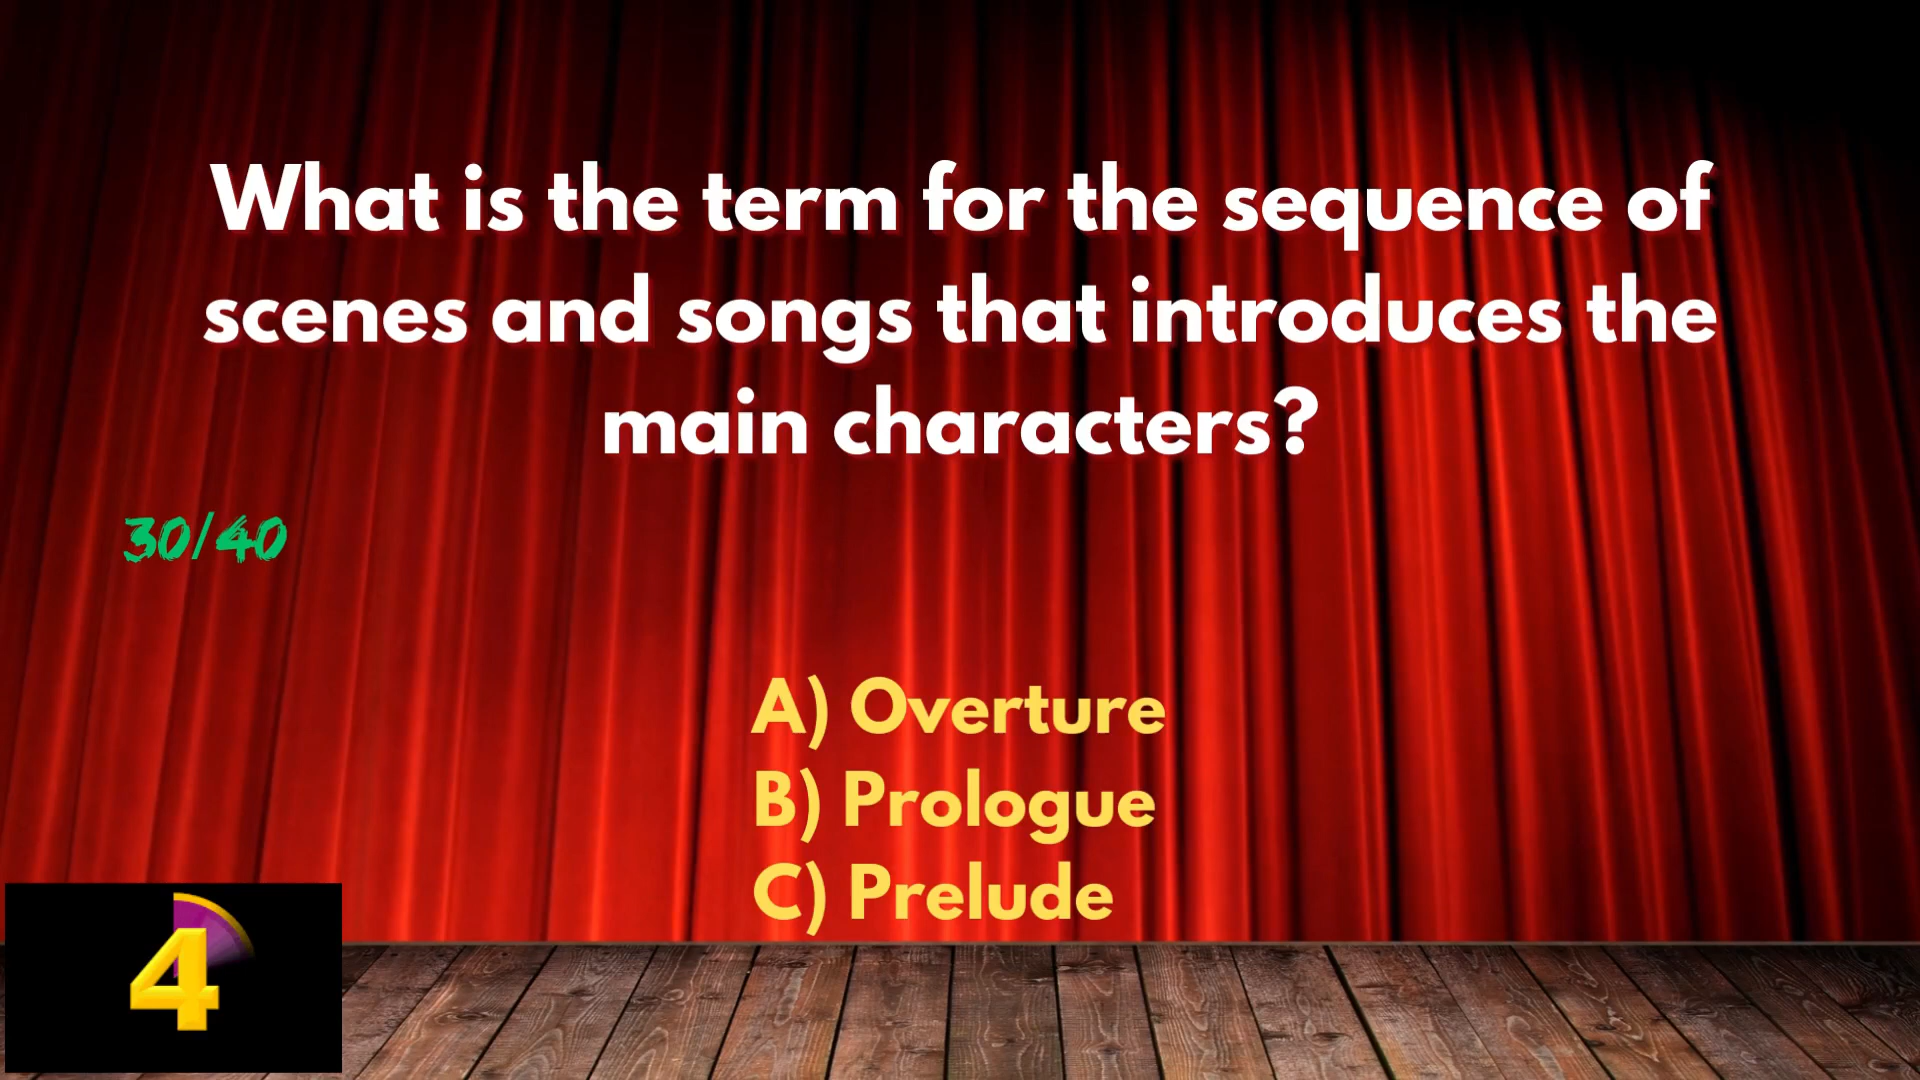 What is the term for the sequence of
scenes and songs that introduces the
main characters?
30/40
A) Overture
B) Prologue
C) Prelude
4